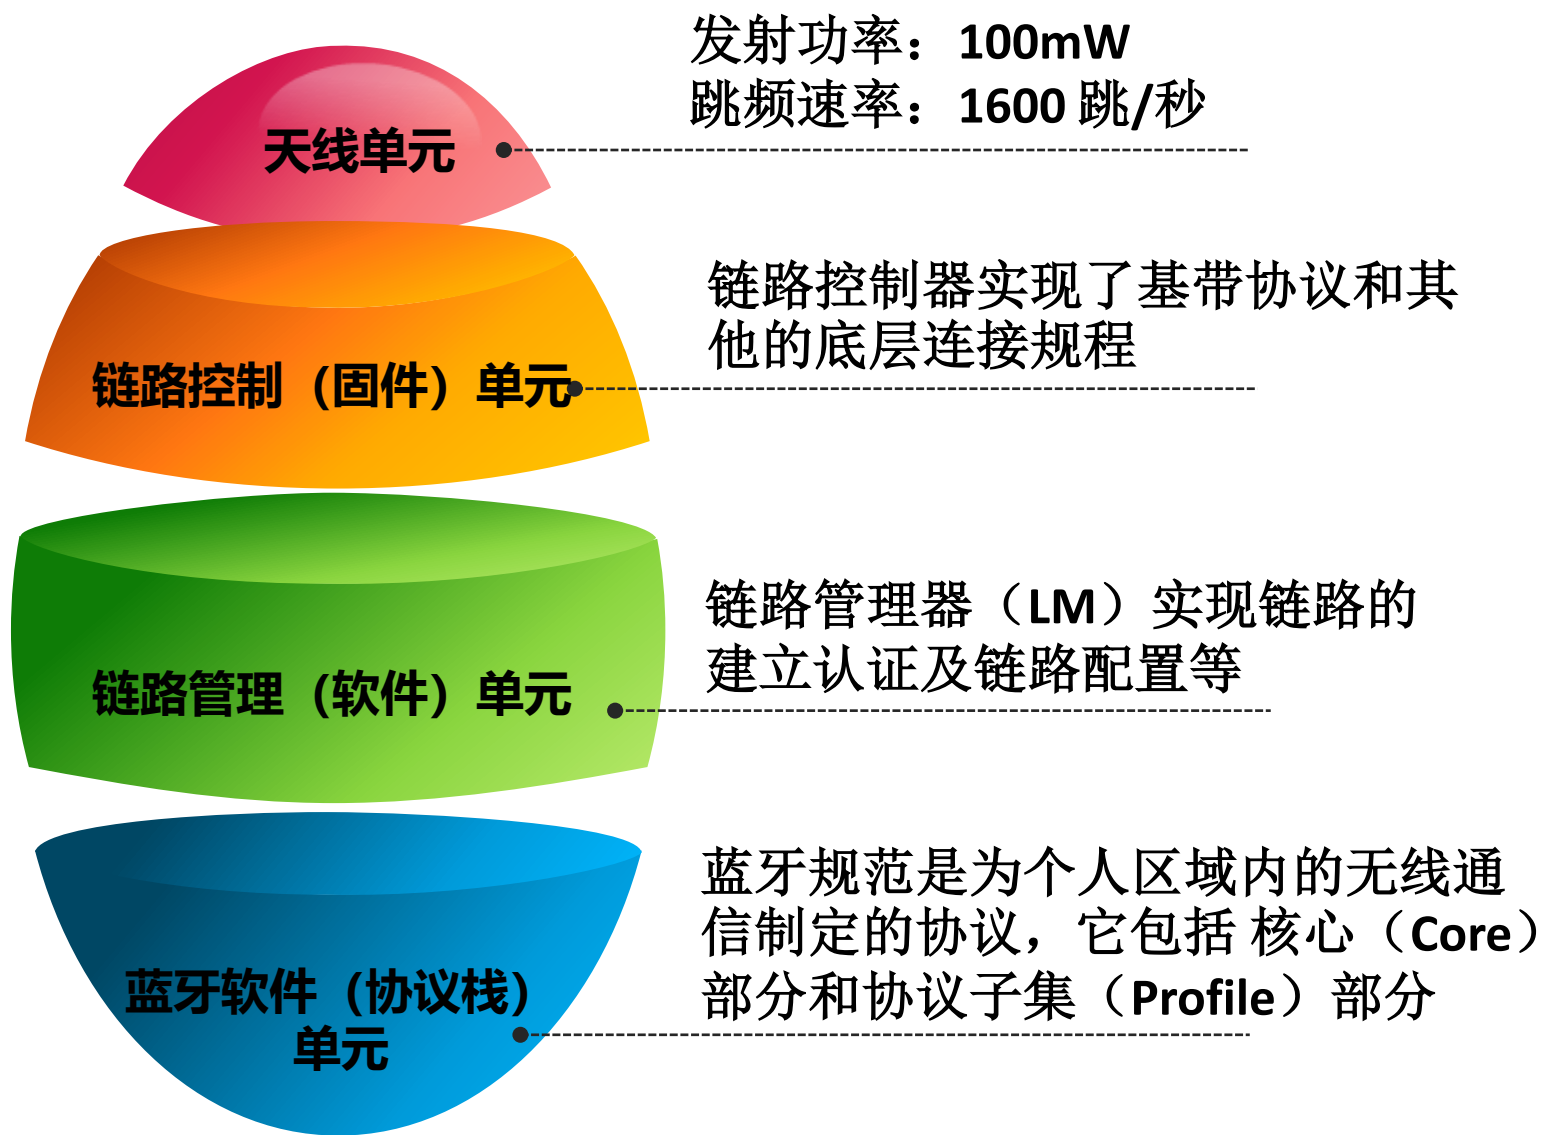 发射功率：100mW
跳频速率：1600 跳/秒
天线单元
链路控制器实现了基带协议和其
他的底层连接规程
链路控制（固件）单元
链路管理器（LM）实现链路的
建立认证及链路配置等
链路管理（软件）单元
蓝牙规范是为个人区域内的无线通
信制定的协议，它包括 核心（Core）
部分和协议子集（Profile）部分
蓝牙软件（协议栈）
单元